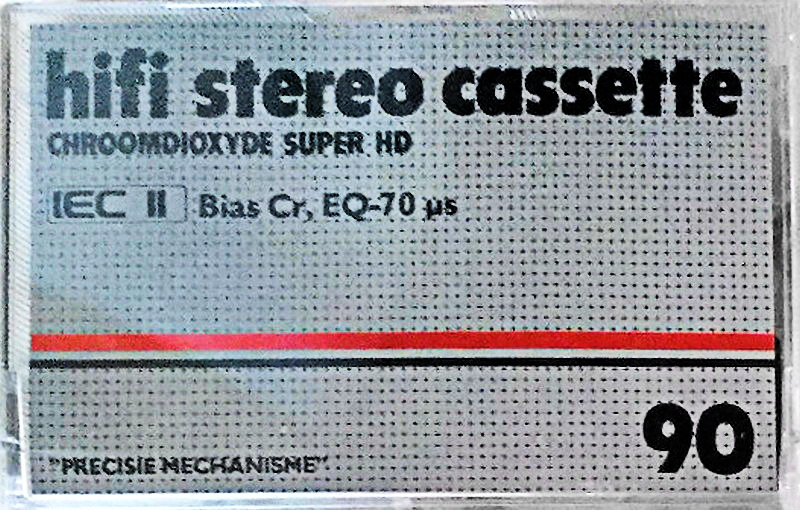 hifi stereo cassette
CHROOMDIOXYDE SUPER HD
IEC II Bias Cr, EQ-70 µs
90
"PRECISIE MECHANISME"